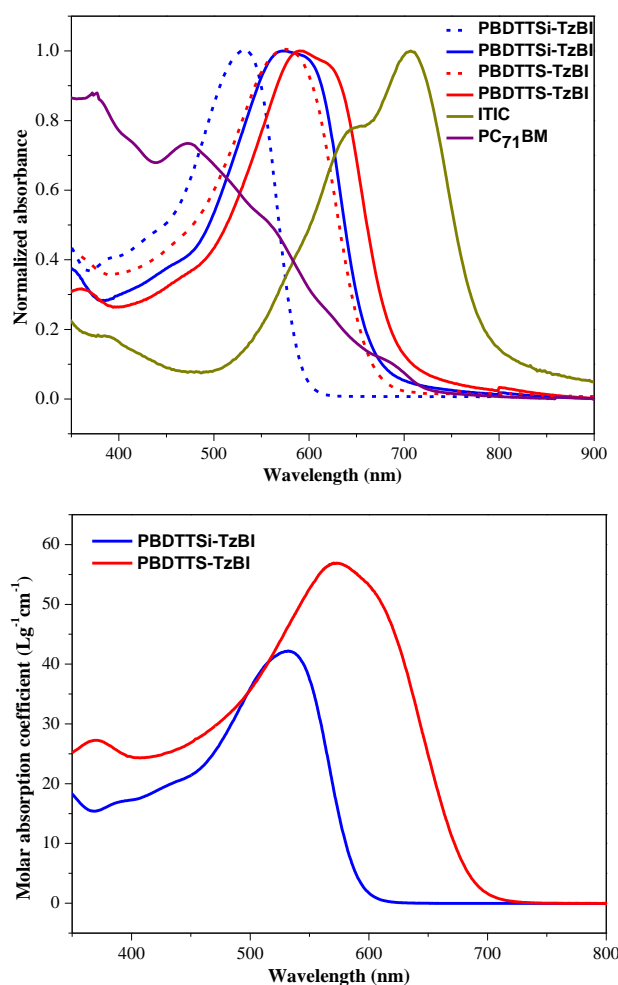 PBDTTSi-TzBI
PBDTTSi-TzBI
PBDTTS-TzBI
PBDTTS-TzBI
ITIC
PC71BM
Normalized absorbance
1.0
0.8
0.6
0.4
0.2
0.0
400 500 600 700 800 900
Wavelength (nm)
PBDTTSi-TzBI
PBDTTS-TzBI
Molar absorption coefficient (Lg-1cm-1)
60
50
40
30
20
10
0
400 500 600 700 800
Wavelength (nm)